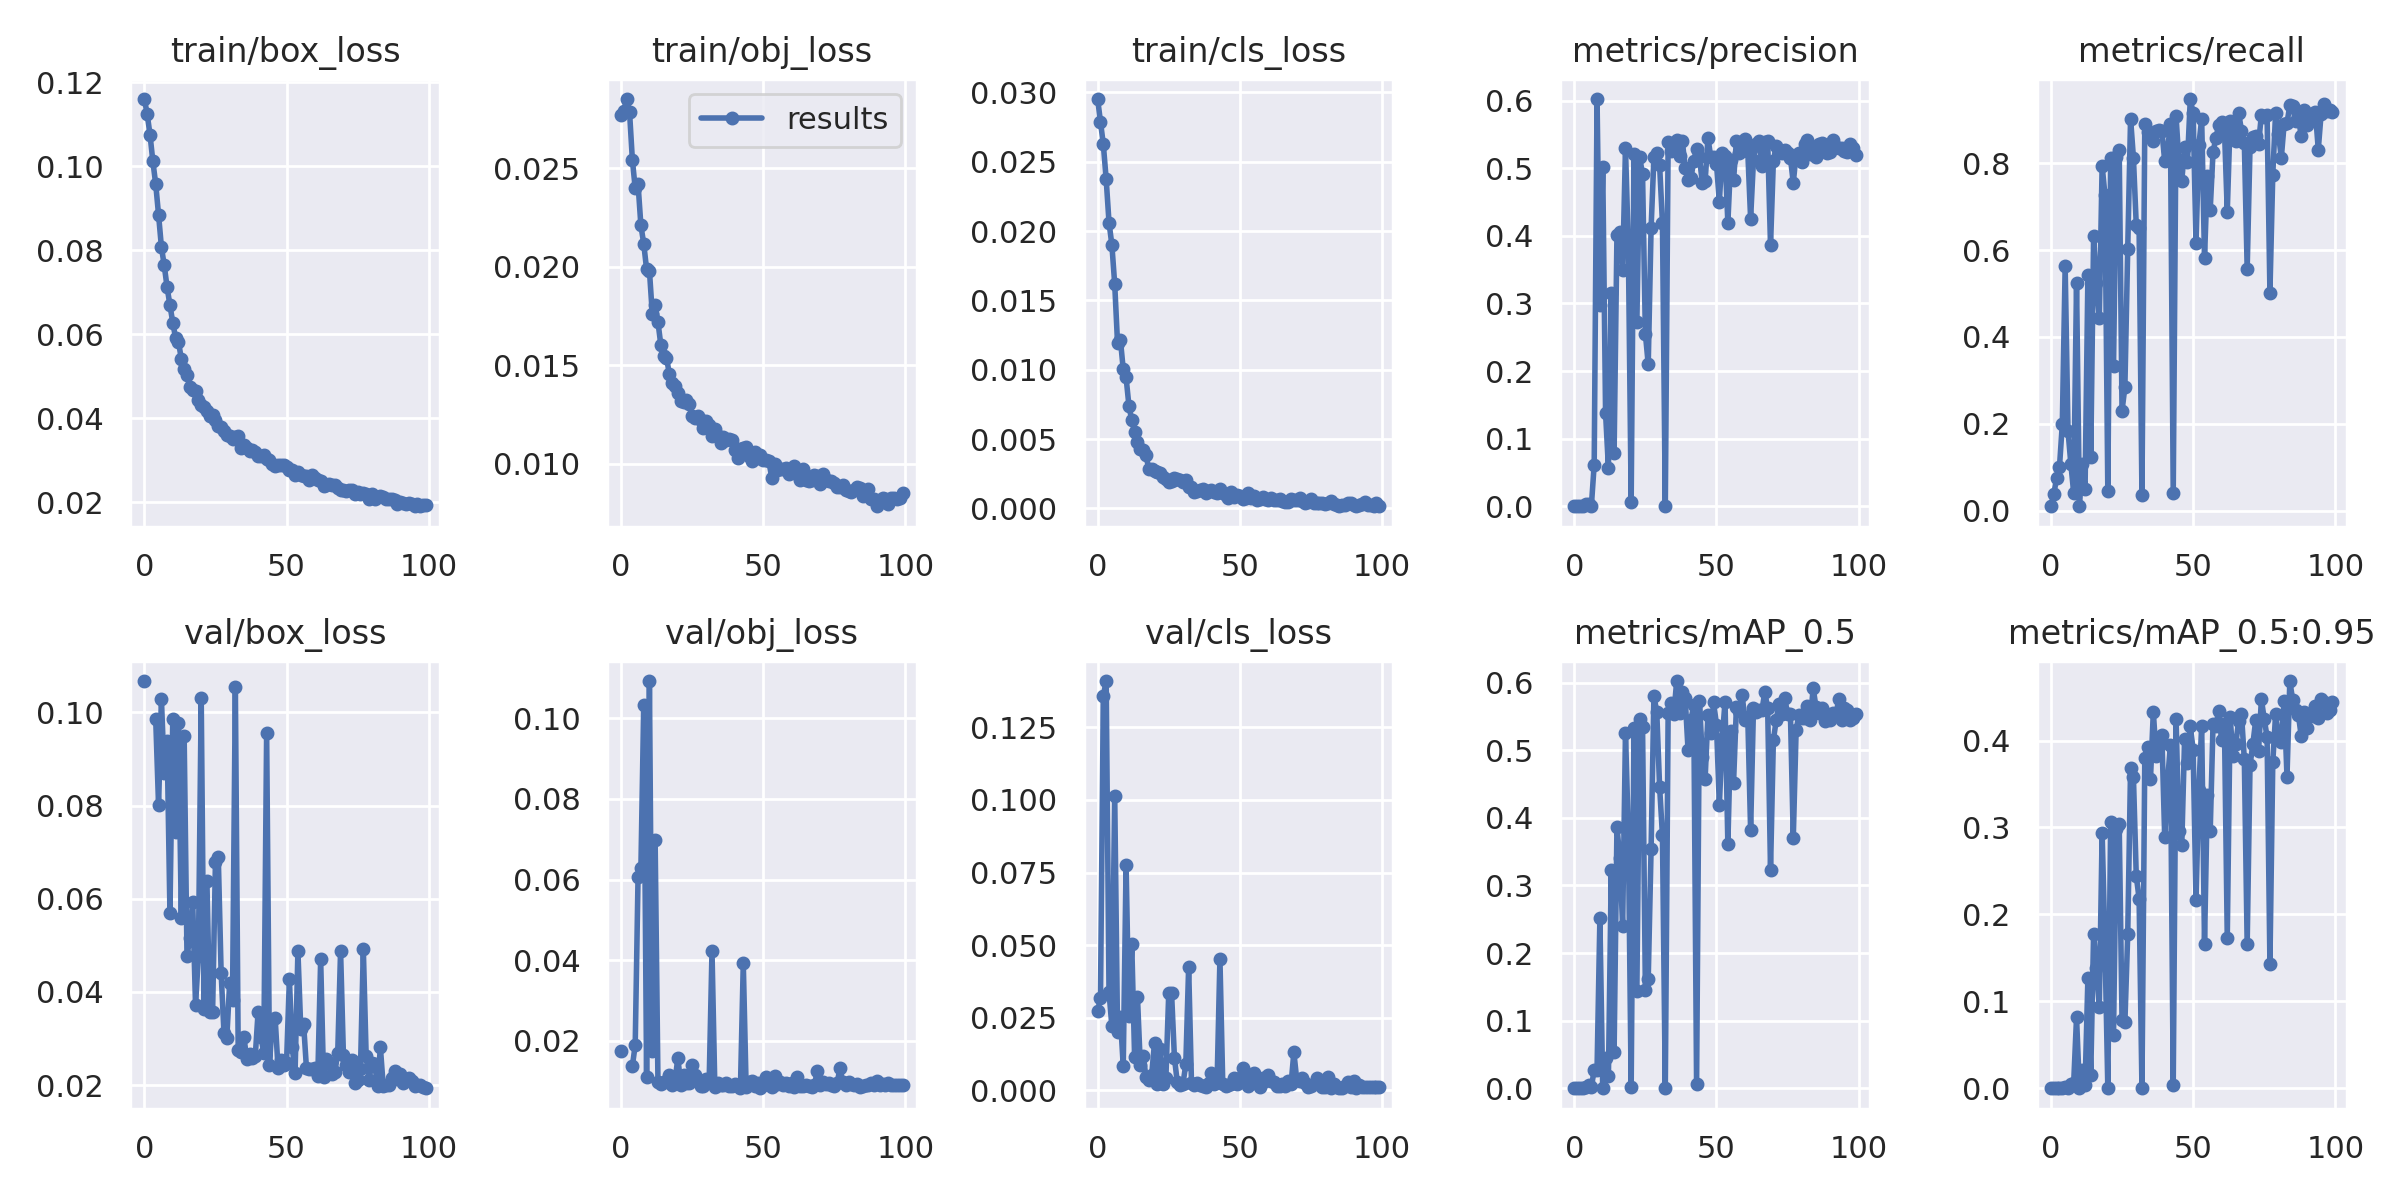 train/box_loss
train/obj_loss
train/cls_loss
metrics/precision
metrics/recall
0.12
0.10
0.08
0.06
0.04
0.02
0 50 100
results
0.025
0.020
0.015
0.010
0 50 100
0.030
0.025
0.020
0.015
0.010
0.005
0.000
0 50 100
0.6
0.5
0.4
0.3
0.2
0.1
0.0
0 50 100
0.8
0.6
0.4
0.2
0.0
0 50 100
val/box_loss
val/obj_loss
val/cls_loss
metrics/mAP_0.5
metrics/mAP_0.5:0.95
0.10
0.08
0.06
0.04
0.02
0 50 100
0.10
0.08
0.06
0.04
0.02
0 50 100
0.125
0.100
0.075
0.050
0.025
0.000
0 50 100
0.6
0.5
0.4
0.3
0.2
0.1
0.0
0 50 100
0.4
0.3
0.2
0.1
0.0
0 50 100